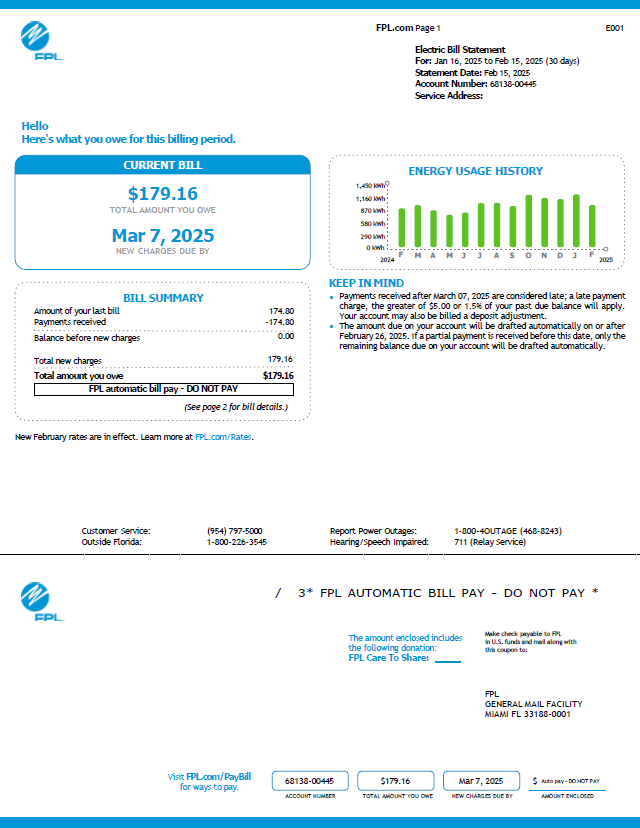 FPL.com Page 1
E001
FPL
Electric Bill Statement
For: Jan 16, 2025 to Feb 15, 2025 (30 days)
Statement Date: Feb 15, 2025
Account Number: 68138-00445
Service Address:
Hello
Here's what you owe for this billing period.
CURRENT BILL
$179.16
TOTAL AMOUNT YOU OWE
Mar 7, 2025
NEW CHARGES DUE BY
BILL SUMMARY
Amount of your last bill 174.80
Payments received -174.80
Balance before new charges 0.00
Total new charges 179.16
Total amount you owe $179.16
FPL automatic bill pay - DO NOT PAY
(See page 2 for bill details.)
ENERGY USAGE HISTORY
1,450 kWh
1,160 kWh
870 kWh
580 kWh
290 kWh
0 kWh
F M A M J J A S O N D J F
2024 2025
KEEP IN MIND
• Payments received after March 07, 2025 are considered late; a late payment
charge, the greater of $5.00 or 1.5% of your past due balance will apply.
Your account may also be billed a deposit adjustment.
• The amount due on your account will be drafted automatically on or after
February 26, 2025. If a partial payment is received before this date, only the
remaining balance due on your account will be drafted automatically.
New February rates are in effect. Learn more at FPL.com/Rates.
Customer Service: (954) 797-5000
Outside Florida: 1-800-226-3545
Report Power Outages: 1-800-4OUTAGE (468-8243)
Hearing/Speech Impaired: 711 (Relay Service)
FPL
/ 3* FPL AUTOMATIC BILL PAY - DO NOT PAY *
The amount enclosed includes
the following donation:
FPL Care To Share:
Make check payable to FPL
in U.S. funds and mail along with
this coupon to:
FPL
GENERAL MAIL FACILITY
MIAMI FL 33188-0001
Visit FPL.com/PayBill
for ways to pay.
68138-00445
ACCOUNT NUMBER
$179.16
TOTAL AMOUNT YOU OWE
Mar 7, 2025
NEW CHARGES DUE BY
$ Auto pay - DO NOT PAY
AMOUNT ENCLOSED